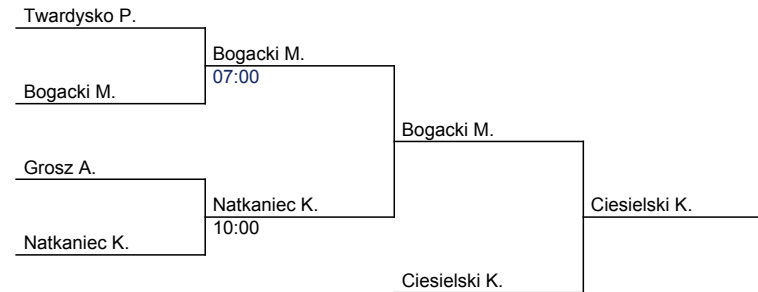 Twardysko P.
Bogacki M.
07:00
Bogacki M.
Bogacki M.
Grosz A.
Natkaniec K.
Ciesielski K.
10:00
Natkaniec K.
Ciesielski K.